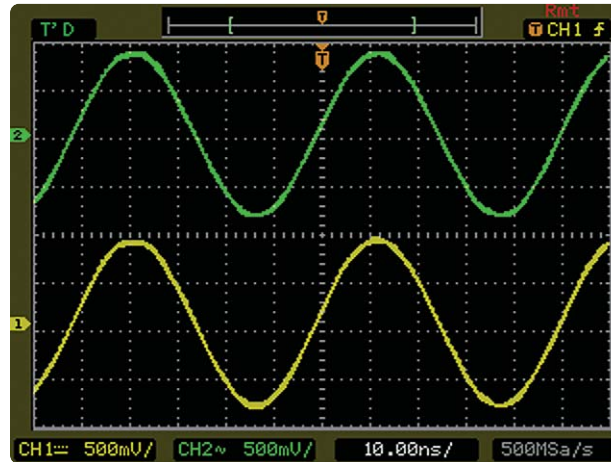 Rmt
T'D T T CH1
T
2
1
CH1 500mV/ CH2~ 500mV/ 10.00ns/ 500MSa/s